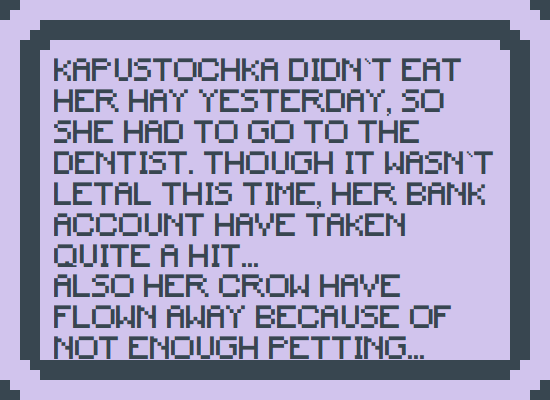 KAPUSTOCHKA DIDN`T EAT
HER HAY YESTERDAY, SO
SHE HAD TO GO TO THE
DENTIST. THOUGH IT WASN`T
LETAL THIS TIME, HER BANK
ACCOUNT HAVE TAKEN
QUITE A HIT...
ALSO HER CROW HAVE
FLOWN AWAY BECAUSE OF
NOT ENOUGH PETTING...